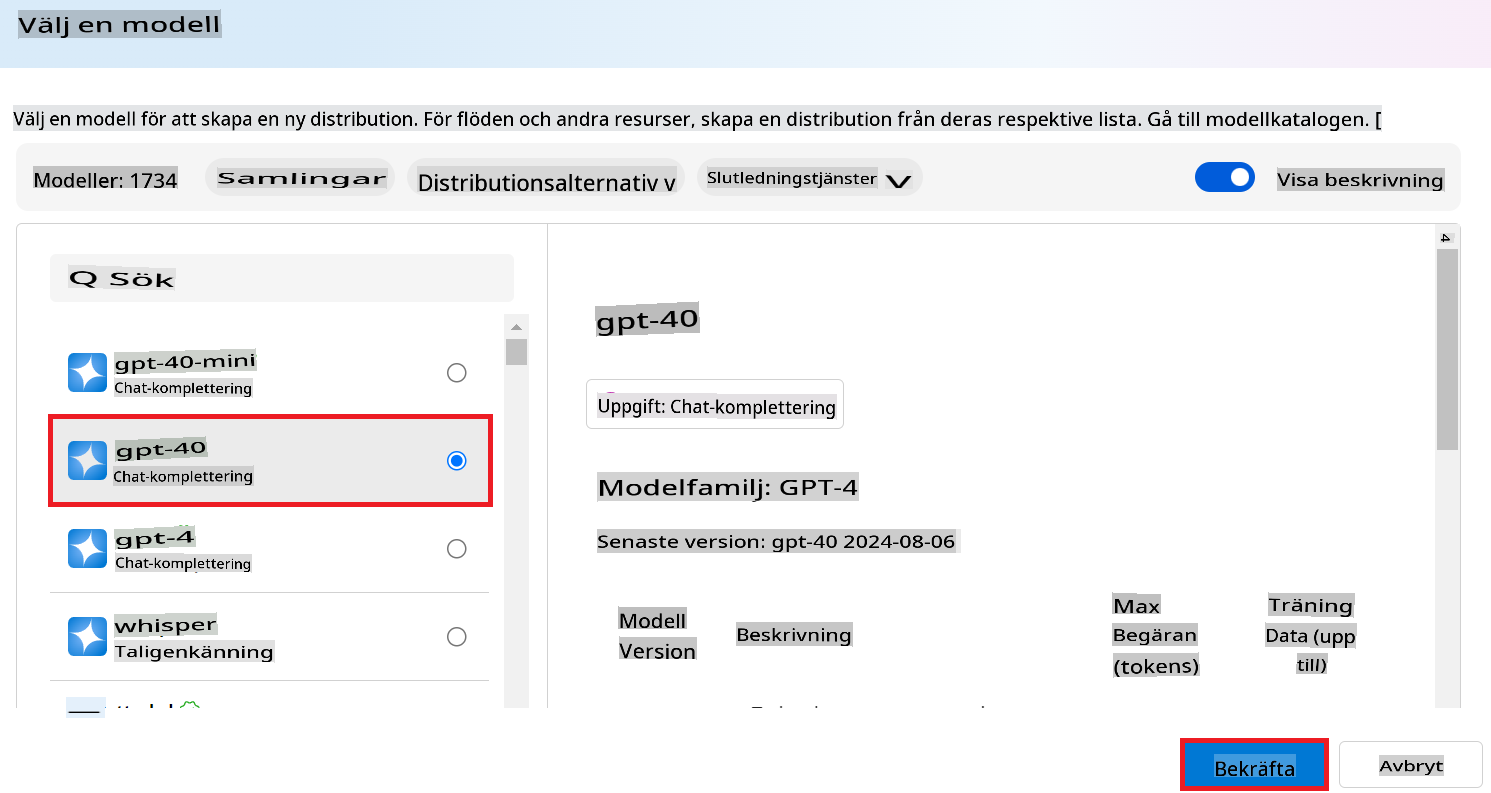 Välj en modell
Välj en modell för att skapa en ny distribution. För flöden och andra resurser, skapa en distribution från deras respektive lista. Gå till modellkatalogen. [
Modeller: 1734 Samlingar Distributionsalternativ v Slutledningstjänster Visa beskrivning
Q Sök
gpt-40-mini
Chat-komplettering
gpt-40
Chat-komplettering
gpt-4
Chat-komplettering
whisper
Taligenkänning
4
gpt-40
Uppgift: Chat-komplettering
Modelfamilj: GPT-4
Senaste version: gpt-40 2024-08-06
Modell
Version
Beskrivning
Max
Begäran
(tokens)
Träning
Data (upp
till)
Bekräfta Avbryt